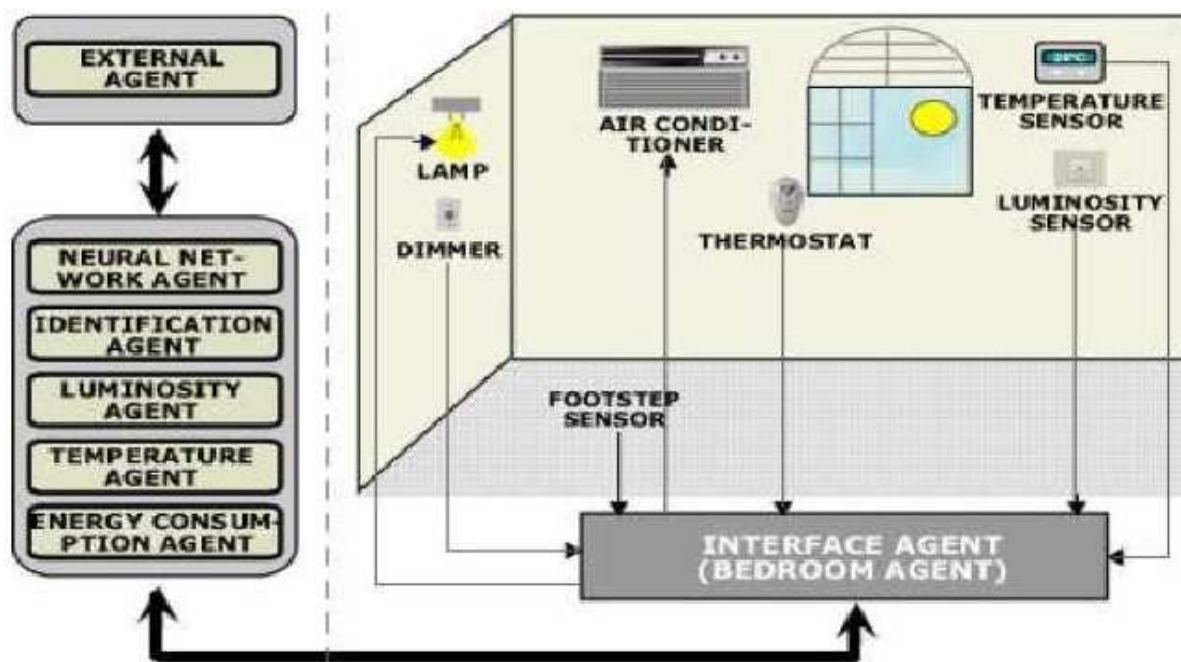 EXTERNAL
AGENT
NEURAL NET-
WORK AGENT
IDENTIFICATION
AGENT
LUMINOSITY
AGENT
TEMPERATURE
AGENT
ENERGY CONSUM-
PTION AGENT
LAMP
DIMMER
AIR CONDI-
TIONER
THERMOSTAT
TEMPERATURE
SENSOR
LUMINOSITY
SENSOR
FOOTSTEP
SENSOR
INTERFACE AGENT
(BEDROOM AGENT)